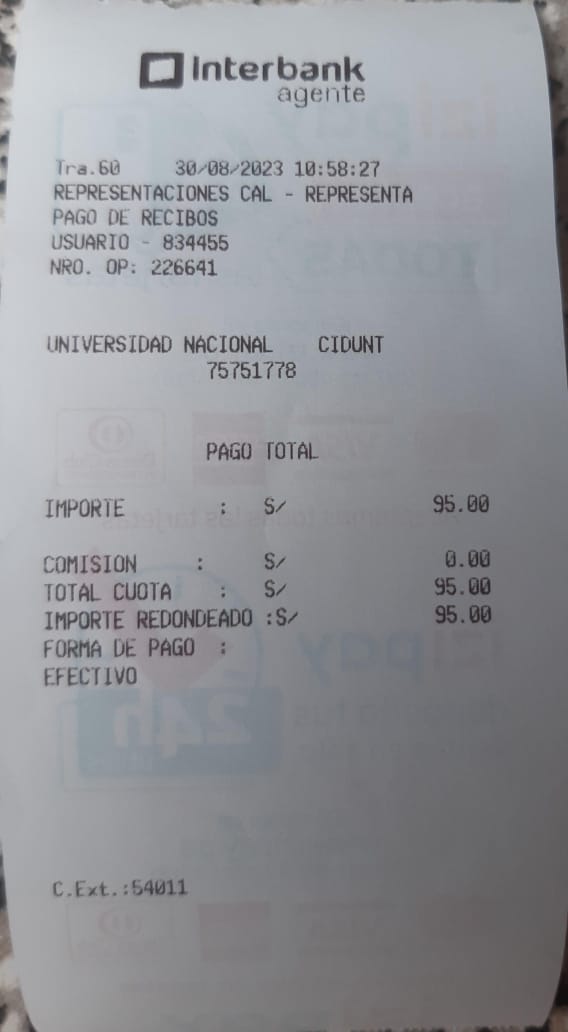 Interbank
agente
Tra.60 30/08/2023 10:58:27
REPRESENTACIONES CAL - REPRESENTA
PAGO DE RECIBOS
USUARIO - 834455
NRO. OP: 226641
UNIVERSIDAD NACIONAL CIDUNT
75751778
PAGO TOTAL
IMPORTE : S/ 95.00
COMISION : S/ 0.00
TOTAL CUOTA : S/ 95.00
IMPORTE REDONDEADO :S/ 95.00
FORMA DE PAGO :
EFECTIVO
C.Ext.:54011